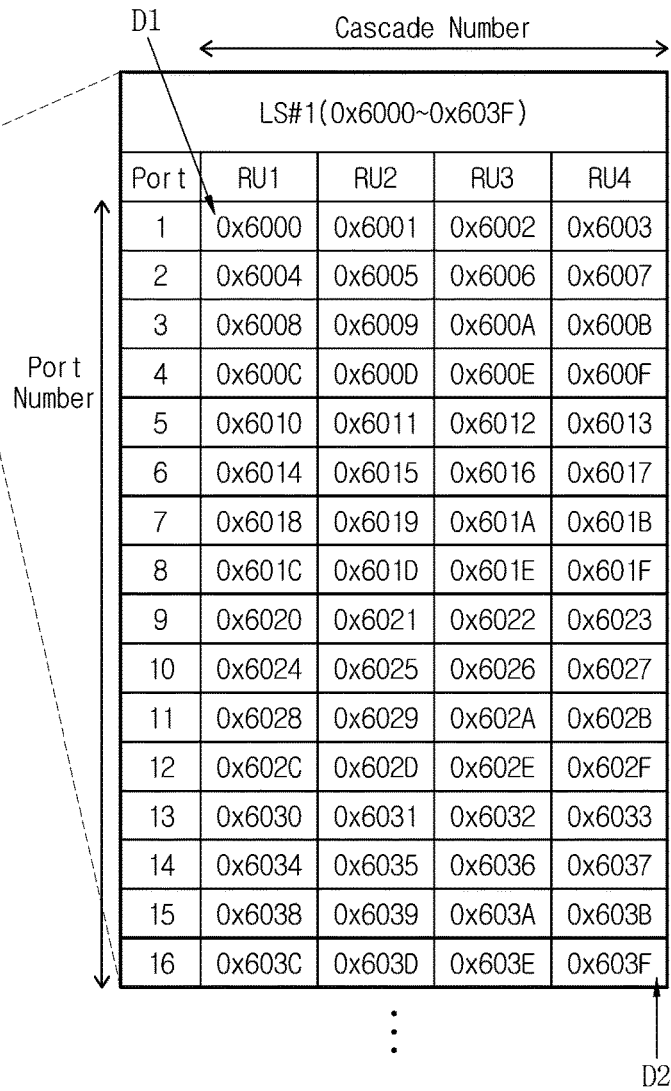 D1
Cascade Number
LS#1(0x6000~0x603F)
Port RU1 RU2 RU3 RU4
1 0x6000 0x6001 0x6002 0x6003
2 0x6004 0x6005 0x6006 0x6007
3 0x6008 0x6009 0x600A 0x600B
4 0x600C 0x600D 0x600E 0x600F
5 0x6010 0x6011 0x6012 0x6013
6 0x6014 0x6015 0x6016 0x6017
7 0x6018 0x6019 0x601A 0x601B
8 0x601C 0x601D 0x601E 0x601F
9 0x6020 0x6021 0x6022 0x6023
10 0x6024 0x6025 0x6026 0x6027
11 0x6028 0x6029 0x602A 0x602B
12 0x602C 0x602D 0x602E 0x602F
13 0x6030 0x6031 0x6032 0x6033
14 0x6034 0x6035 0x6036 0x6037
15 0x6038 0x6039 0x603A 0x603B
16 0x603C 0x603D 0x603E 0x603F
Port
Number
D2